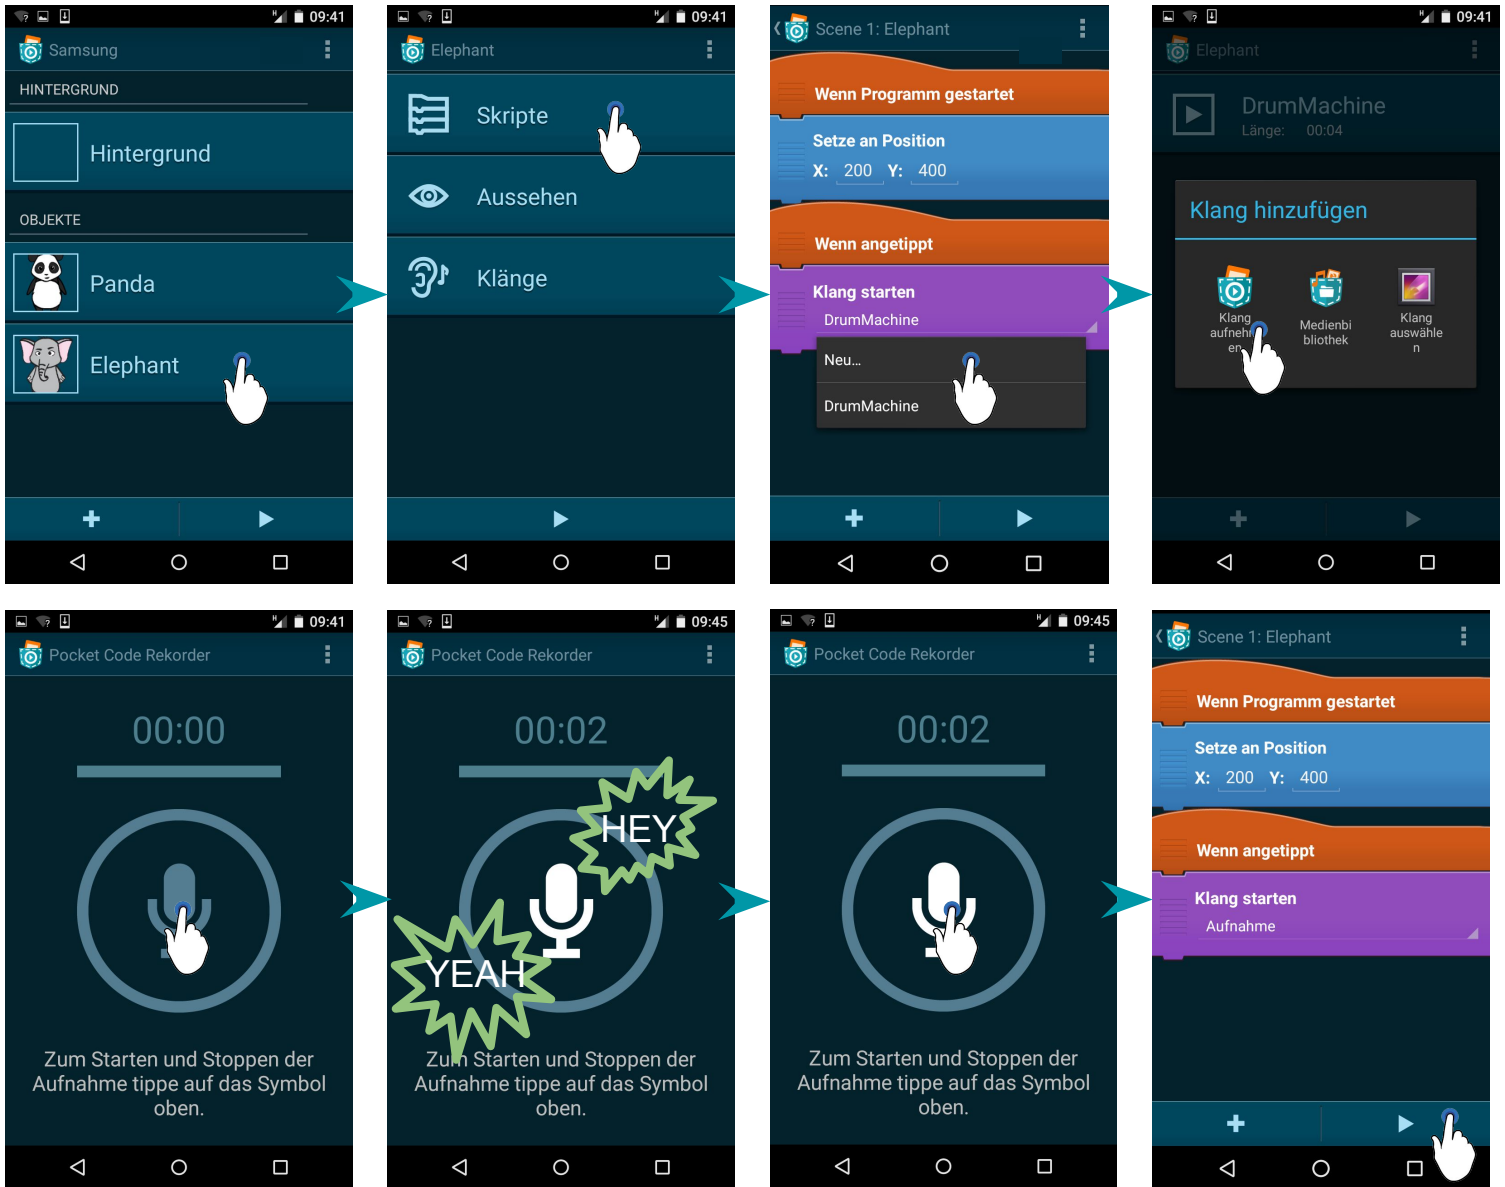 09:41
Samsung
HINTERGRUND
Hintergrund
OBJEKTE
Panda
Elephant
09:41
Elephant
Skripte
Aussehen
Klänge
Scene 1: Elephant
Wenn Programm gestartet
Setze an Position
X: 200 Y: 400
Wenn angetippt
Klang starten
DrumMachine
Neu...
DrumMachine
09:41
Elephant
DrumMachine
Länge: 00:04
Klang hinzufügen
Klang
aufnehm
en
Medienbi
bliothek
Klang
auswähle
n
09:41
Pocket Code Rekorder
00:00
Zum Starten und Stoppen der
Aufnahme tippe auf das Symbol
oben.
09:45
Pocket Code Rekorder
00:02
HEY
YEAH
Zum Starten und Stoppen der
Aufnahme tippe auf das Symbol
oben.
09:45
Pocket Code Rekorder
00:02
Zum Starten und Stoppen der
Aufnahme tippe auf das Symbol
oben.
Scene 1: Elephant
Wenn Programm gestartet
Setze an Position
X: 200 Y: 400
Wenn angetippt
Klang starten
Aufnahme